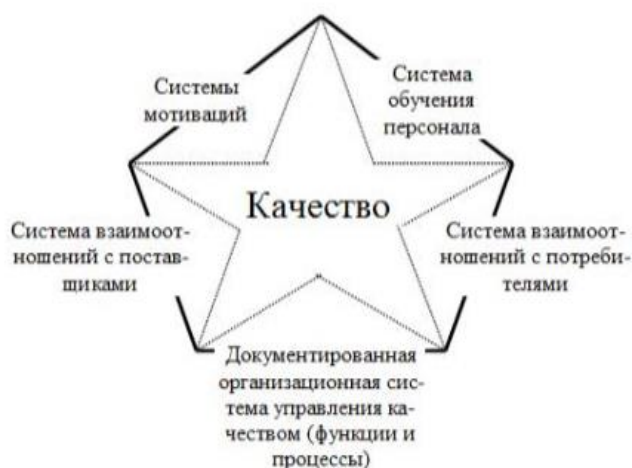 Системы
мотиваций
Система
обучения
персонала
Качество
Система взаимоот-
ношений с постав-
щиками
Система взаимоот-
ношений с потреби-
телями
Документированная
организационная сис-
тема управления ка-
чеством (функции и
процессы)